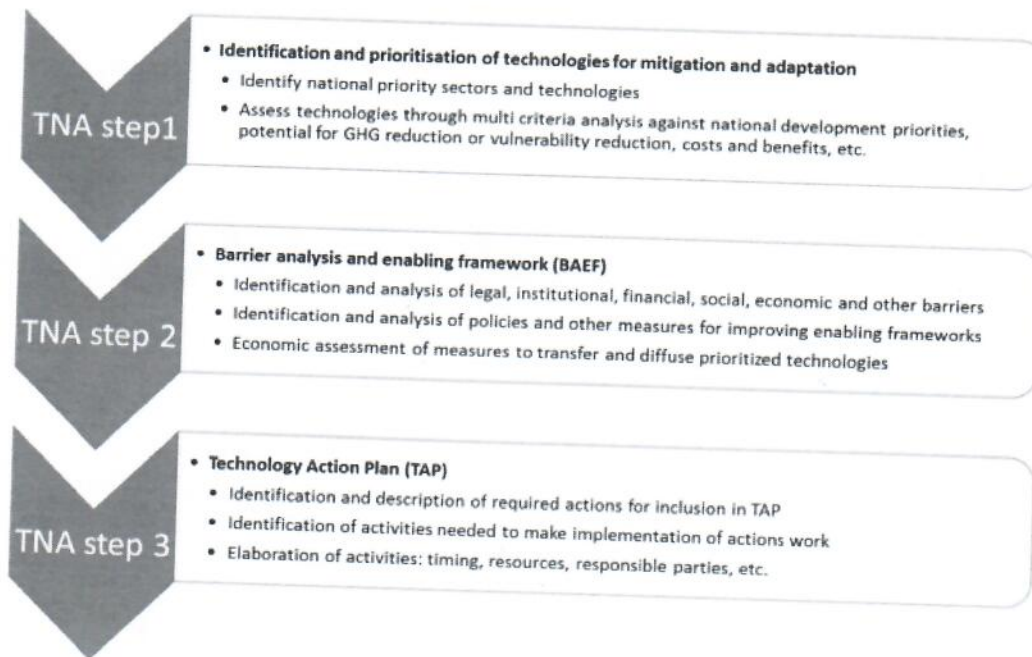 TNA step1
• Identification and prioritisation of technologies for mitigation and adaptation
• Identify national priority sectors and technologies
• Assess technologies through multi criteria analysis against national development priorities,
potential for GHG reduction or vulnerability reduction, costs and benefits, etc.
TNA step 2
• Barrier analysis and enabling framework (BAEF)
• Identification and analysis of legal, institutional, financial, social, economic and other barriers
• Identification and analysis of policies and other measures for improving enabling frameworks
• Economic assessment of measures to transfer and diffuse prioritized technologies
TNA step 3
• Technology Action Plan (TAP)
• Identification and description of required actions for inclusion in TAP
• Identification of activities needed to make implementation of actions work
• Elaboration of activities: timing, resources, responsible parties, etc.